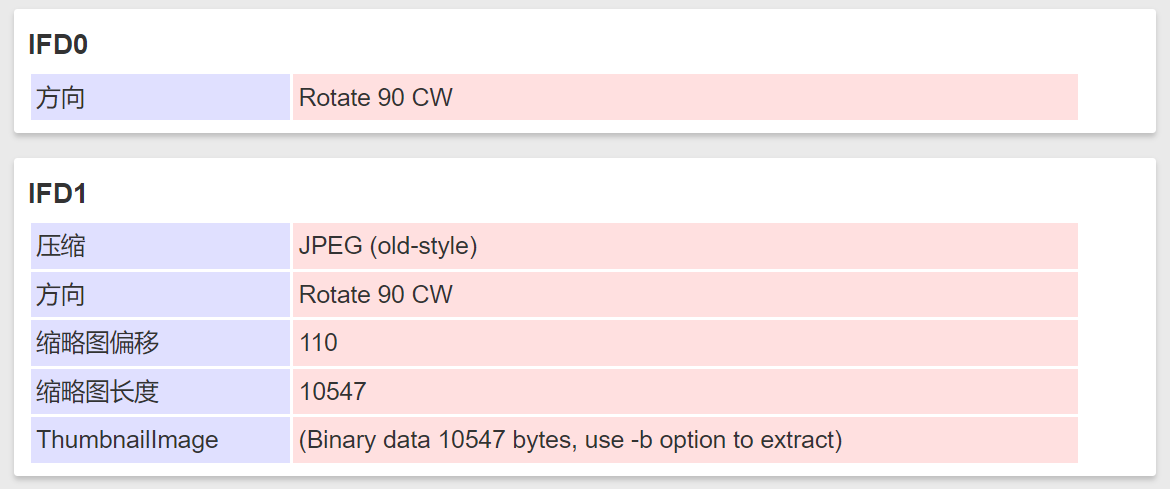 IFD0
方向 Rotate 90 CW
IFD1
压缩 JPEG (old-style)
方向 Rotate 90 CW
缩略图偏移 110
缩略图长度 10547
ThumbnailImage (Binary data 10547 bytes, use -b option to extract)